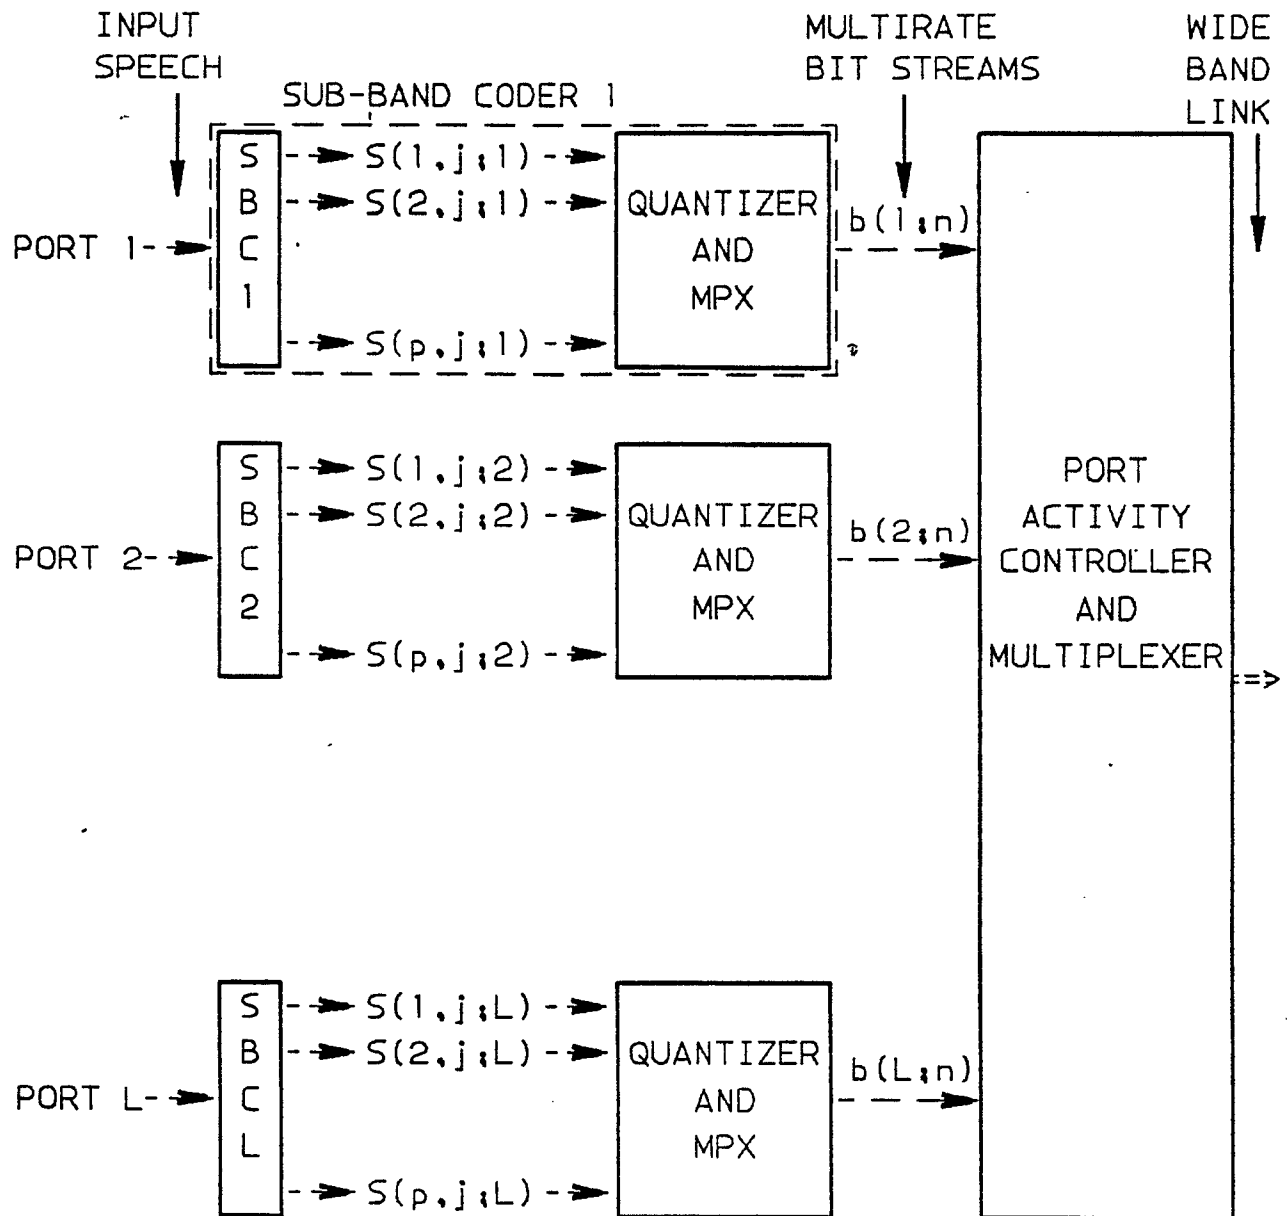 INPUT
SPEECH
MULTIRATE
BIT STREAMS
WIDE
BAND
LINK
SUB-BAND CODER 1
PORT 1
S
B
C
1
S(1,j;1)
S(2,j;1)
S(p,j;1)
QUANTIZER
AND
MPX
b(1;n)
PORT 2
S
B
C
2
S(1,j;2)
S(2,j;2)
S(p,j;2)
QUANTIZER
AND
MPX
b(2;n)
PORT
ACTIVITY
CONTROLLER
AND
MULTIPLEXER
PORT L
S
B
C
L
S(1,j;L)
S(2,j;L)
S(p,j;L)
QUANTIZER
AND
MPX
b(L;n)